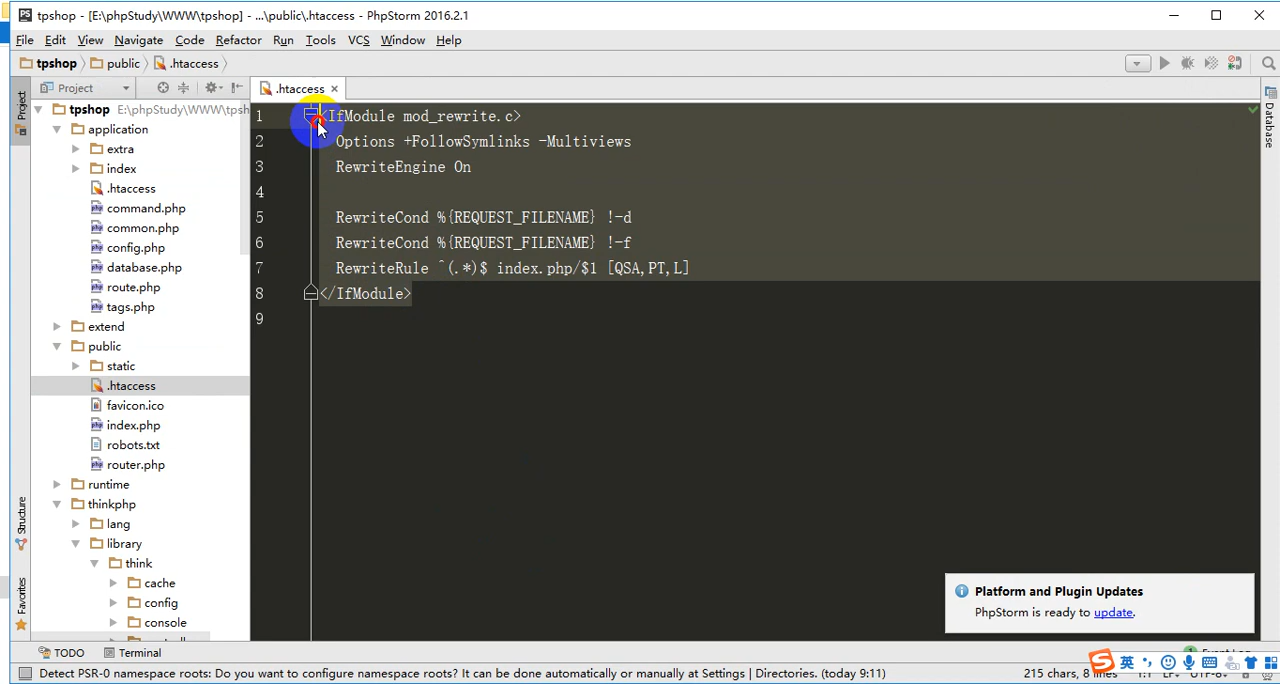 tpshop - [E:\phpStudy\WWW\tpshop] - ...\public\.htaccess - PhpStorm 2016.2.1
File Edit View Navigate Code Refactor Run Tools VCS Window Help
tpshop public .htaccess
Project
.htaccess
1 <IfModule mod_rewrite.c>
2 Options +FollowSymlinks -Multiviews
3 RewriteEngine On
4
5 RewriteCond %{REQUEST_FILENAME} !-d
6 RewriteCond %{REQUEST_FILENAME} !-f
7 RewriteRule ^(.*)$ index.php/$1 [QSA,PT,L]
8 </IfModule>
9
Project
Structure
Favorites
Database
tpshop E:\phpStudy\WWW\tpsh
application
extra
index
.htaccess
command.php
common.php
config.php
database.php
route.php
tags.php
extend
public
static
.htaccess
favicon.ico
index.php
robots.txt
router.php
runtime
thinkphp
lang
library
think
cache
config
console
Platform and Plugin Updates
PhpStorm is ready to update.
TODO Terminal
英
Detect PSR-0 namespace roots: Do you want to configure namespace roots? It can be done automatically or manually at Settings | Directories. (today 9:11) 215 chars, 8 lines